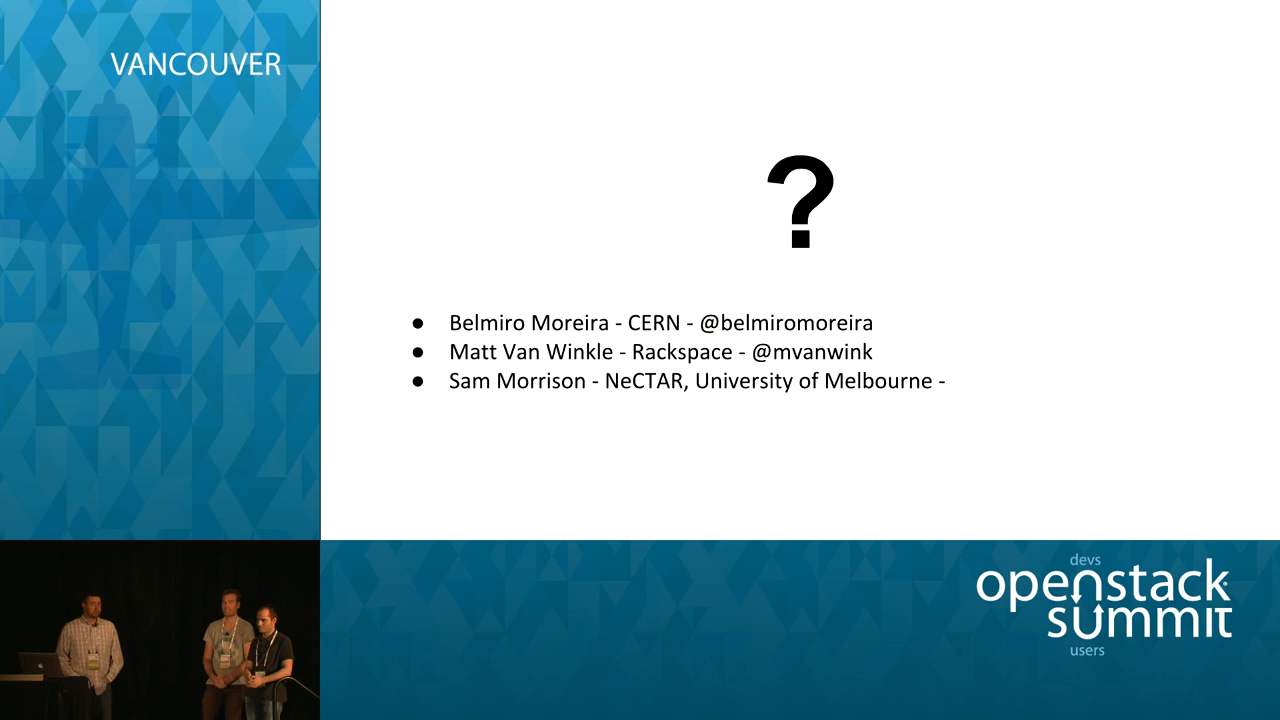 VANCOUVER
?
● Belmiro Moreira - CERN - @belmiromoreira
● Matt Van Winkle - Rackspace - @mvanwink
● Sam Morrison - NeCTAR, University of Melbourne -
devs
openstack
summit
users